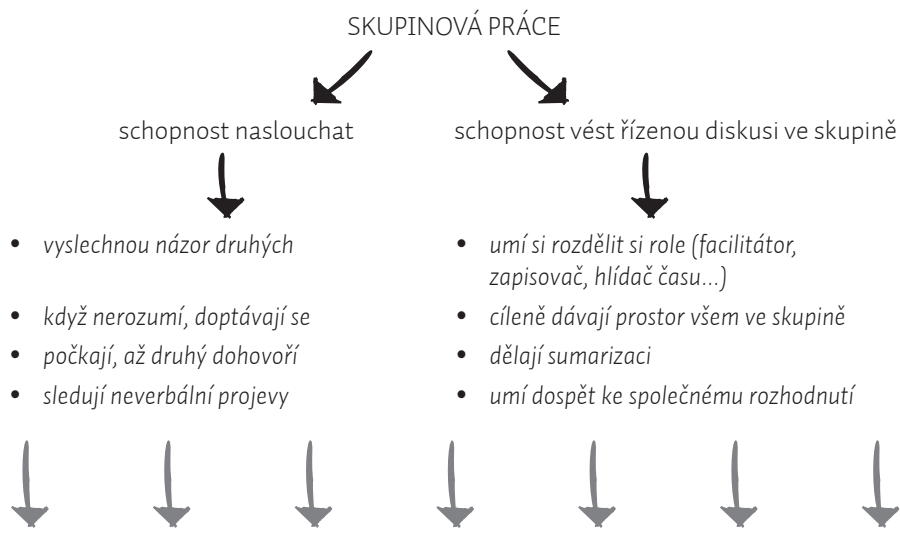 SKUPINOVÁ PRÁCE
schopnost naslouchat
schopnost vést řízenou diskusi ve skupině
• vyslechnou názor druhých
• když nerozumí, doptávají se
• počkají, až druhý dohovoří
• sledují neverbální projevy
• umí si rozdělit si role (facilitátor,
zapisovač, hlídač času...)
• cíleně dávají prostor všem ve skupině
• dělají sumarizaci
• umí dospět ke společnému rozhodnutí